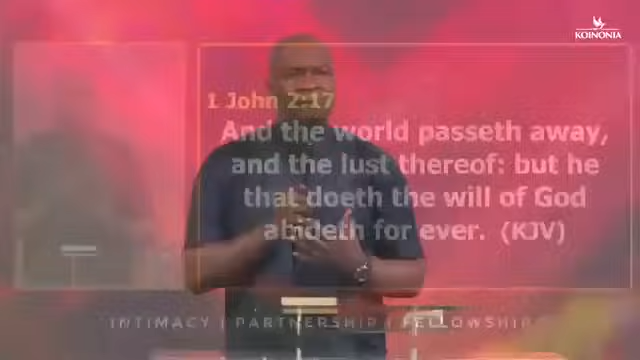 KOINONIA
1 John 2:17
And the world passeth away,
and the lust thereof: but he
that doeth the will of God
abideth for ever. (KJV)
INTIMACY | PARTNERSHIP | FELLOWSHIP